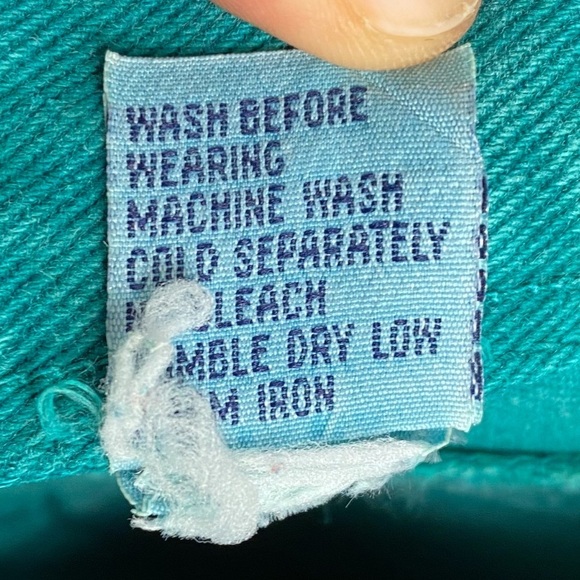 WASH BEFORE
WEARING
MACHINE WASH
COLD SEPARATELY
BLEACH
DRY LOW
IRON